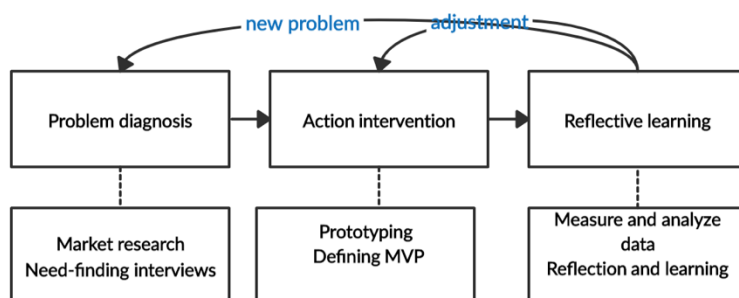 new problem
adjustment
Problem diagnosis
Action intervention
Reflective learning
Market research
Need-finding interviews
Prototyping
Defining MVP
Measure and analyze
data
Reflection and learning